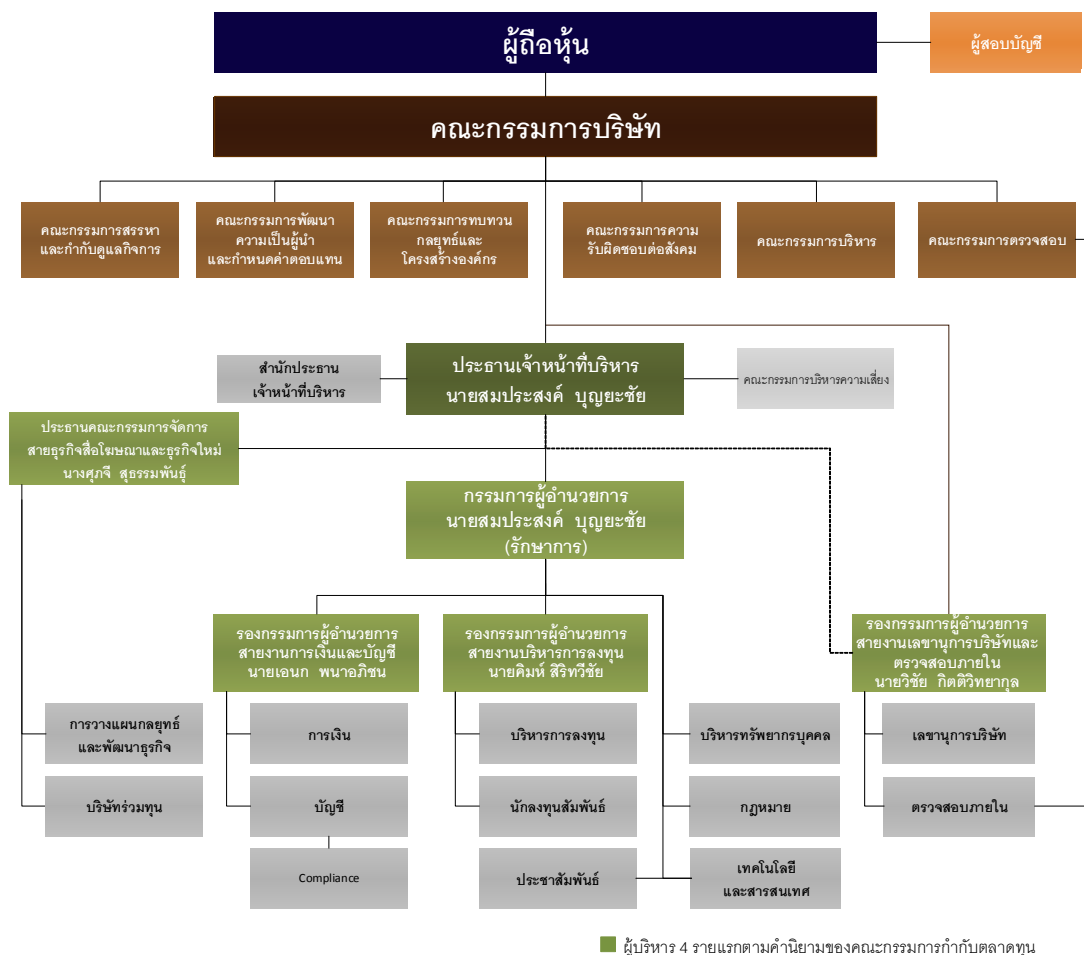 ผู้ถือหุ้น
ผู้สอบบัญชี
คณะกรรมการบริษัท
คณะกรรมการสรรหา
และกำกับดูแลกิจการ
คณะกรรมการพัฒนา
ความเป็นผู้นำ
และกำหนดค่าตอบแทน
คณะกรรมการทบทวน
กลยุทธ์และ
โครงสร้างองค์กร
คณะกรรมการความ
รับผิดชอบต่อสังคม
คณะกรรมการบริหาร
คณะกรรมการตรวจสอบ
สำนักประธาน
เจ้าหน้าที่บริหาร
ประธานเจ้าหน้าที่บริหาร
นายสมประสงค์ บุญยะชัย
คณะกรรมการบริหารความเสี่ยง
ประธานคณะกรรมการจัดการ
สายธุรกิจสื่อโฆษณาและธุรกิจใหม่
นางศุภจี สุธรรมพันธุ์
กรรมการผู้อำนวยการ
นายสมประสงค์ บุญยะชัย
(รักษาการ)
รองกรรมการผู้อำนวยการ
สายงานการเงินและบัญชี
นายเอนก พนาอภิชน
รองกรรมการผู้อำนวยการ
สายงานบริหารการลงทุน
นายคิมห์ สิริทวีชัย
รองกรรมการผู้อำนวยการ
สายงานเลขานุการบริษัทและ
ตรวจสอบภายใน
นายวิชัย กิตติวิทยากุล
การวางแผนกลยุทธ์
และพัฒนาธุรกิจ
การเงิน
บริหารการลงทุน
บริหารทรัพยากรบุคคล
เลขานุการบริษัท
บริษัทร่วมทุน
บัญชี
นักลงทุนสัมพันธ์
กฎหมาย
ตรวจสอบภายใน
Compliance
ประชาสัมพันธ์
เทคโนโลยี
และสารสนเทศ
ผู้บริหาร 4 รายแรกตามคำนิยามของคณะกรรมการกำกับตลาดทุน